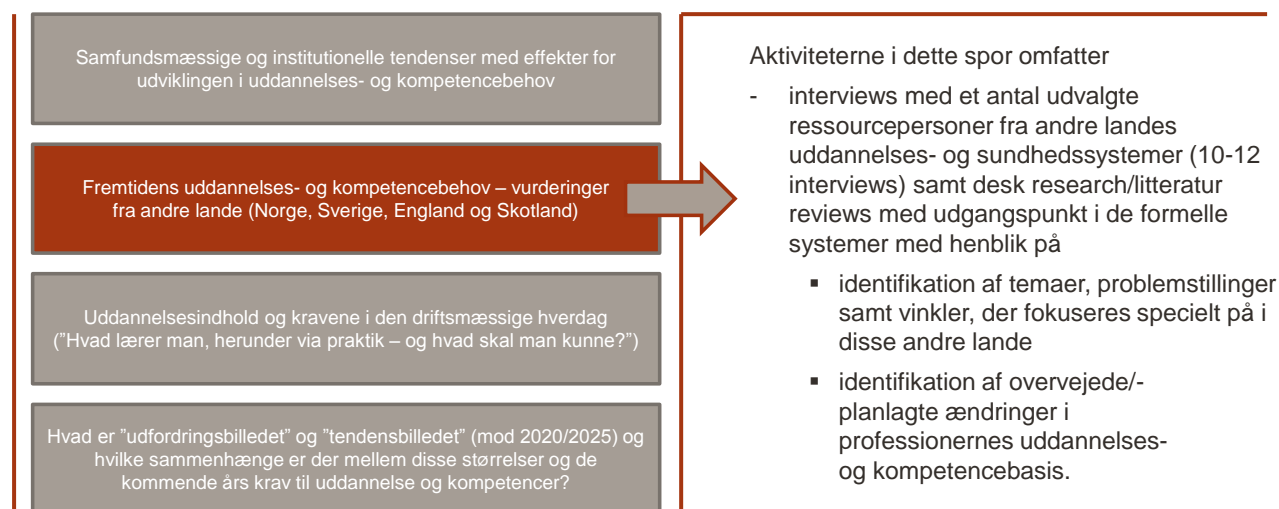 Samfundsmæssige og institutionelle tendenser med effekter for
udviklingen i uddannelses- og kompetencebehov
Fremtidens uddannelses- og kompetencebehov – vurderinger
fra andre lande (Norge, Sverige, England og Skotland)
Uddannelsesindhold og kravene i den driftsmæssige hverdag
("Hvad lærer man, herunder via praktik – og hvad skal man kunne?")
Hvad er "udfordringsbilledet" og "tendensbilledet" (mod 2020/2025) og
hvilke sammenhænge er der mellem disse størrelser og de
kommende års krav til uddannelse og kompetencer?
Aktiviteterne i dette spor omfatter
- interviews med et antal udvalgte
ressourcepersoner fra andre landes
uddannelses- og sundhedssystemer (10-12
interviews) samt desk research/litteratur
reviews med udgangspunkt i de formelle
systemer med henblik på
▪ identifikation af temaer, problemstillinger
samt vinkler, der fokuseres specielt på i
disse andre lande
▪ identifikation af overvejede/-
planlagte ændringer i
professionernes uddannelses-
og kompetencebasis.